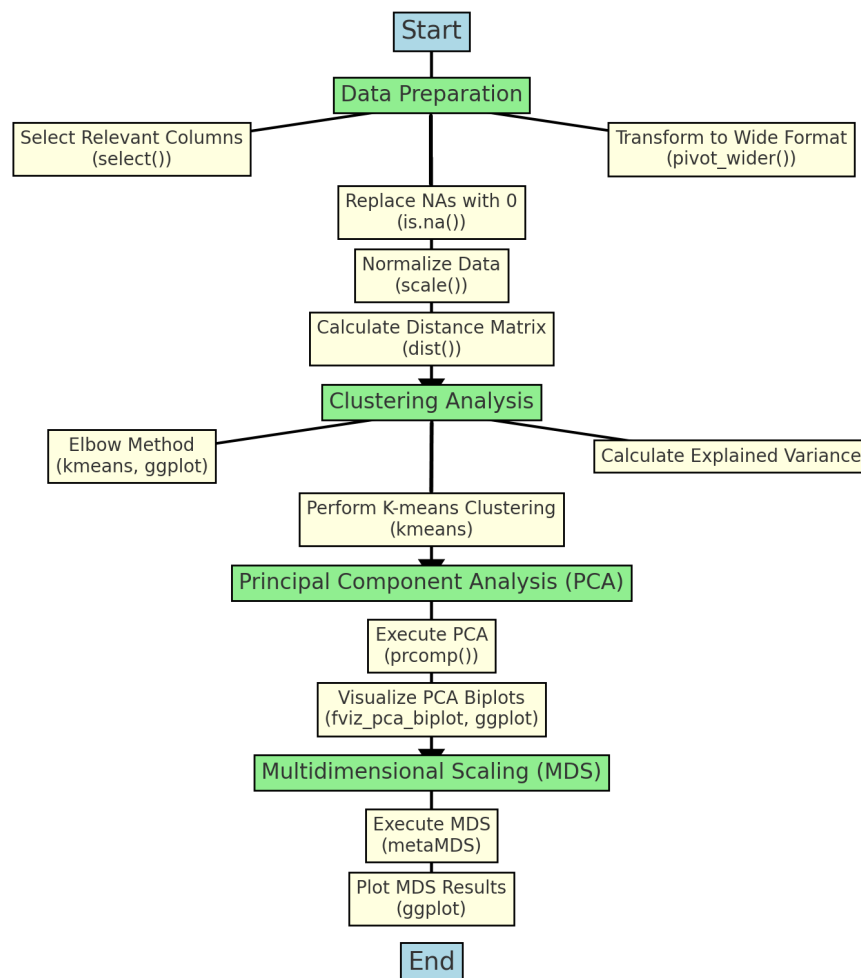 Start
Data Preparation
Select Relevant Columns
(select())
Transform to Wide Format
(pivot_wider())
Replace NAs with 0
(is.na())
Normalize Data
(scale())
Calculate Distance Matrix
(dist())
Clustering Analysis
Elbow Method
(kmeans, ggplot)
Calculate Explained Variance
Perform K-means Clustering
(kmeans)
Principal Component Analysis (PCA)
Execute PCA
(prcomp())
Visualize PCA Biplots
(fviz_pca_biplot, ggplot)
Multidimensional Scaling (MDS)
Execute MDS
(metaMDS)
Plot MDS Results
(ggplot)
End